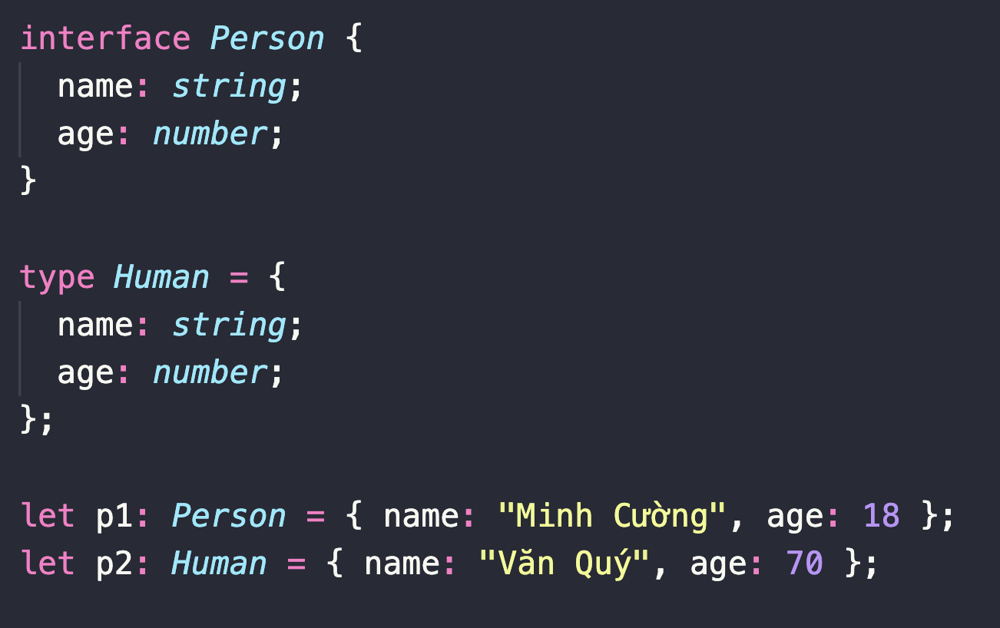 interface Person {
name: string;
age: number;
}
type Human = {
name: string;
age: number;
};
let p1: Person = { name: "Minh Cường", age: 18 };
let p2: Human = { name: "Văn Quý", age: 70 };